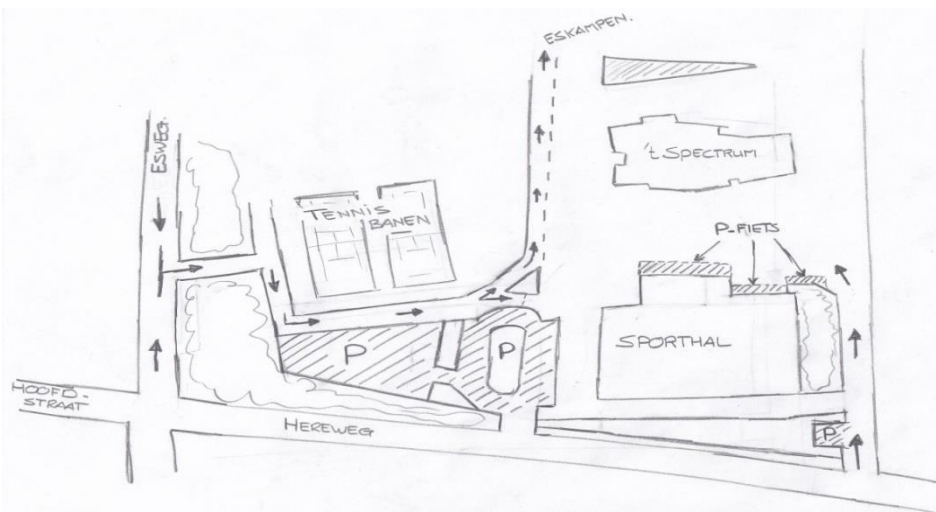 ESKAMPEN.
ESWEG.
'T SPECTRUM
TENNIS
BANEN
P-FIETS
SPORTHAL
P
P
HOOFD-
STRAAT
HEREWEG
P